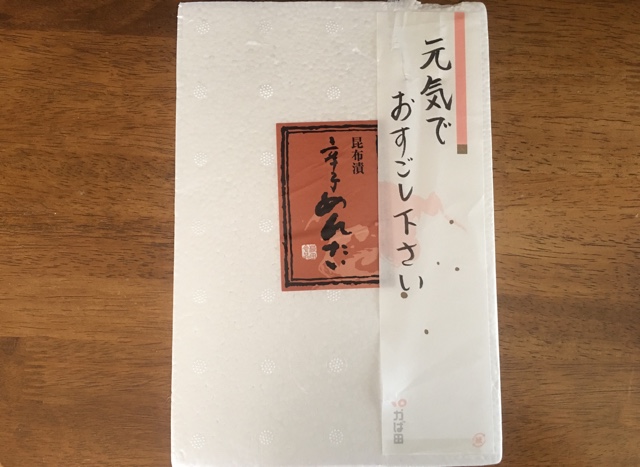 元気で
おすごし下さい
昆布漬
辛子めんたい
かば田